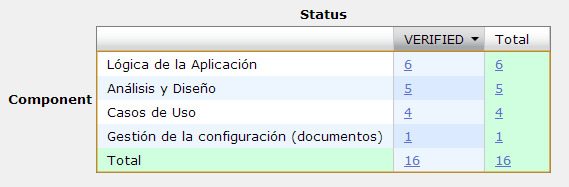 Status
VERIFIED Total
Lógica de la Aplicación 6 6
Análisis y Diseño 5 5
Component
Casos de Uso 4 4
Gestión de la configuración (documentos) 1 1
Total 16 16